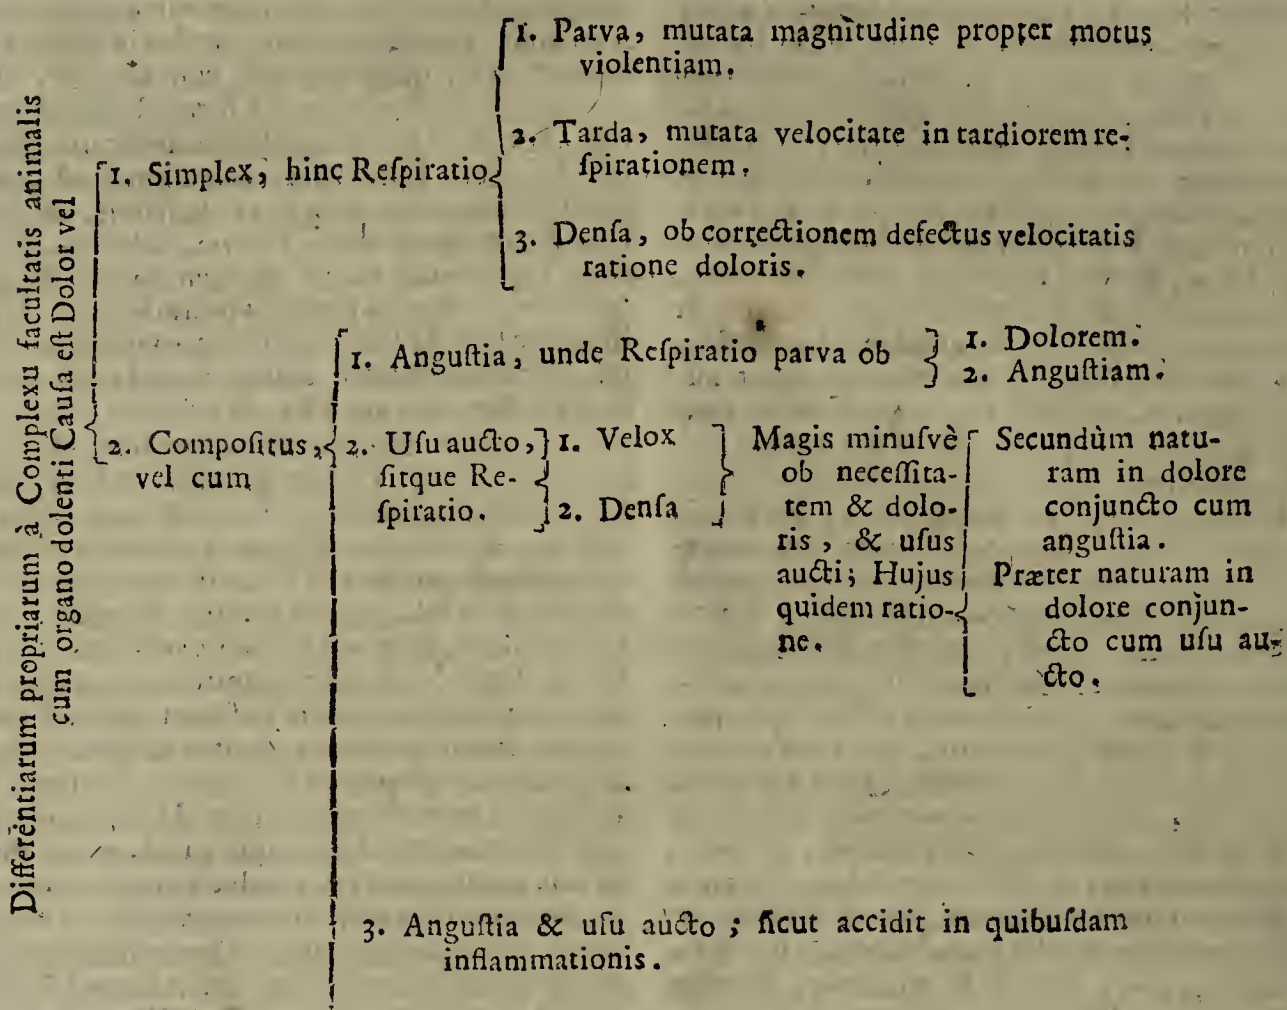 Differentiarum propriarum à Complexu facultatis animalis
cum organo dolenti Cauſa eſt Dolor vel
1. Simplex, hinc Reſpiratio
1. Parva, mutata magnitudine propter motus
violentiam.
2. Tarda, mutata velocitate in tardiorem re-
ſpirationem.
3. Denſa, ob correctionem defectus velocitatis
ratione doloris.
2. Compoſitus,
vel cum
1. Anguſtia, unde Reſpiratio parva ob
1. Dolorem.
2. Anguſtiam.
2. Uſu aucto,
ſitque Re-
ſpiratio.
1. Velox
2. Denſa
Magis minuſvè
ob neceſſita-
tem & dolo-
ris, & uſus
aucti; Hujus
quidem ratio-
ne.
Secundùm natu-
ram in dolore
conjuncto cum
anguſtia.
Præter naturam in
dolore conjun-
cto cum uſu au-
cto.
3. Anguſtia & uſu aucto; ſicut accidit in quibuſdam
inflammationis.